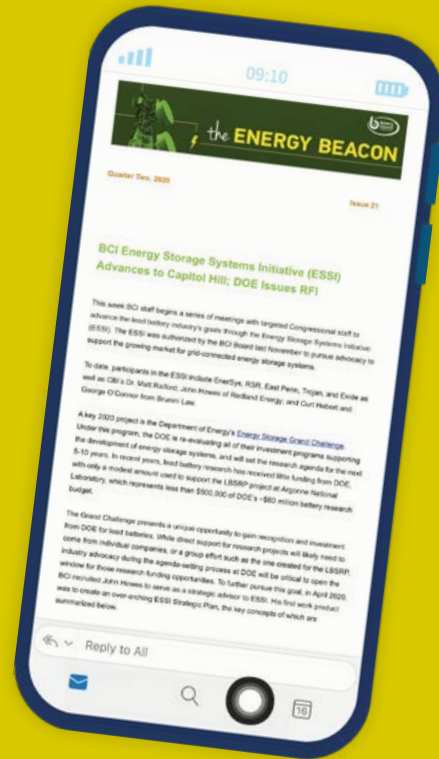 09:10
the ENERGY BEACON
Quarter Two, 2020
Issue 21
BCI Energy Storage Systems Initiative (ESSI)
Advances to Capitol Hill; DOE Issues RFI
This week BCI staff begins a series of meetings with targeted Congressional staff to
advance the lead battery industry's goals through the Energy Storage Systems Initiative
(ESSI). The ESSI was authorized by the BCI Board last November to pursue advocacy to
support the growing market for grid-connected energy storage systems.
To date, participants in the ESSI include EnerSys, RSR, East Penn, Trojan, and Exide as
well as CBI's Dr. Matt Raiford; John Howes of Redland Energy; and Curt Hebert and
George O'Connor from Brunini Law.
A key 2020 project is the Department of Energy's Energy Storage Grand Challenge.
Under this program, the DOE is re-evaluating all of their investment programs supporting
the development of energy storage systems, and will set the research agenda for the next
5-10 years. In recent years, lead battery research has received little funding from DOE,
with only a modest amount used to support the LBSRP project at Argonne National
Laboratory, which represents less than $500,000 of DOE's ~$60 million battery research
budget.
The Grand Challenge presents a unique opportunity to gain recognition and investment
from DOE for lead batteries. While direct support for research projects will likely need to
come from individual companies, or a group effort such as the one created for the LBSRP,
industry advocacy during the agenda-setting process at DOE will be critical to open the
window for those research funding opportunities. To further pursue this goal, in April 2020,
BCI recruited John Howes to serve as a strategic advisor to ESSI. His first work product
was to create an over-arching ESSI Strategic Plan, the key concepts of which are
summarized below.
Reply to All
16